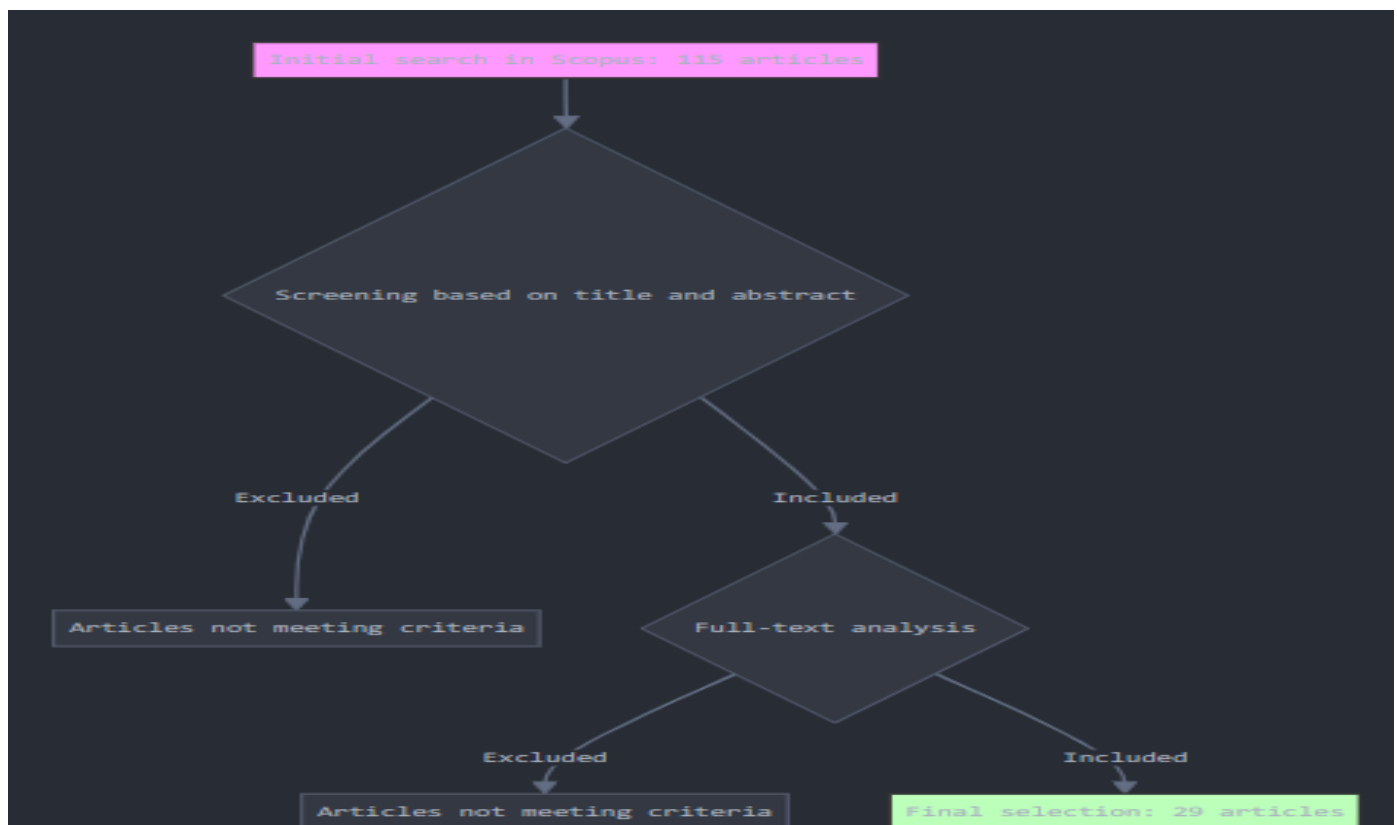 Initial search in Scopus: 115 articles
Screening based on title and abstract
Excluded
Included
Articles not meeting criteria
Full-text analysis
Excluded
Included
Articles not meeting criteria
Final selection: 29 articles